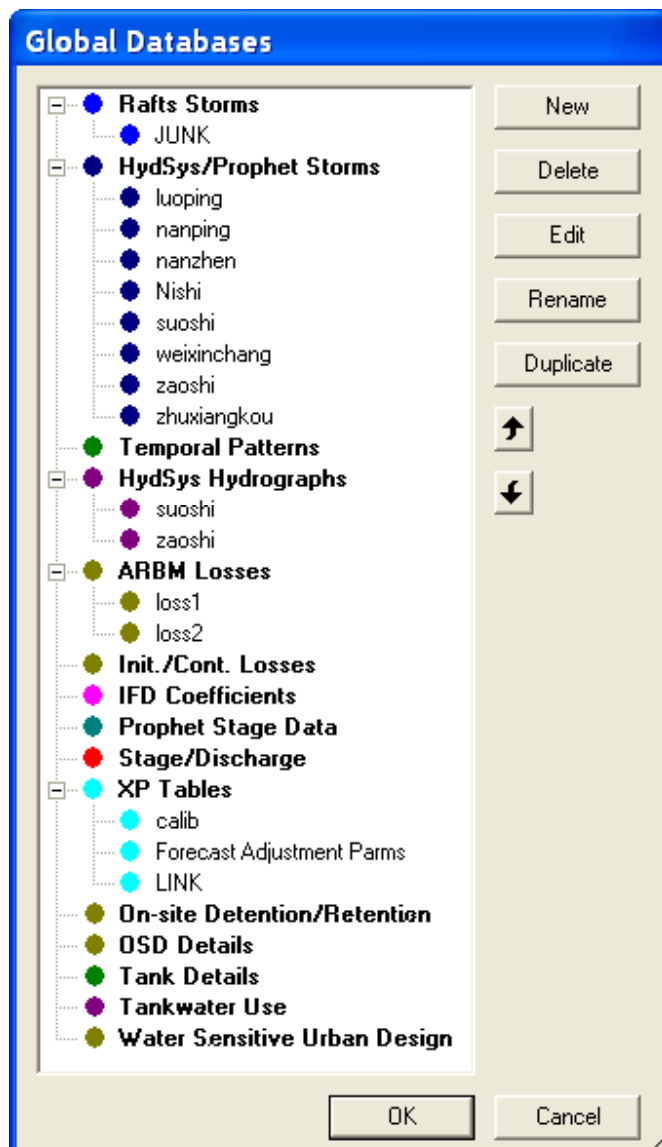 Global Databases
Rafts Storms
JUNK
HydSys/Prophet Storms
luoping
nanping
nanzhen
Nishi
suoshi
weixinchang
zaoshi
zhuxiangkou
Temporal Patterns
HydSys Hydrographs
suoshi
zaoshi
ARBM Losses
loss1
loss2
Init./Cont. Losses
IFD Coefficients
Prophet Stage Data
Stage/Discharge
XP Tables
calib
Forecast Adjustment Parms
LINK
On-site Detention/Retention
OSD Details
Tank Details
Tankwater Use
Water Sensitive Urban Design
New
Delete
Edit
Rename
Duplicate
OK
Cancel